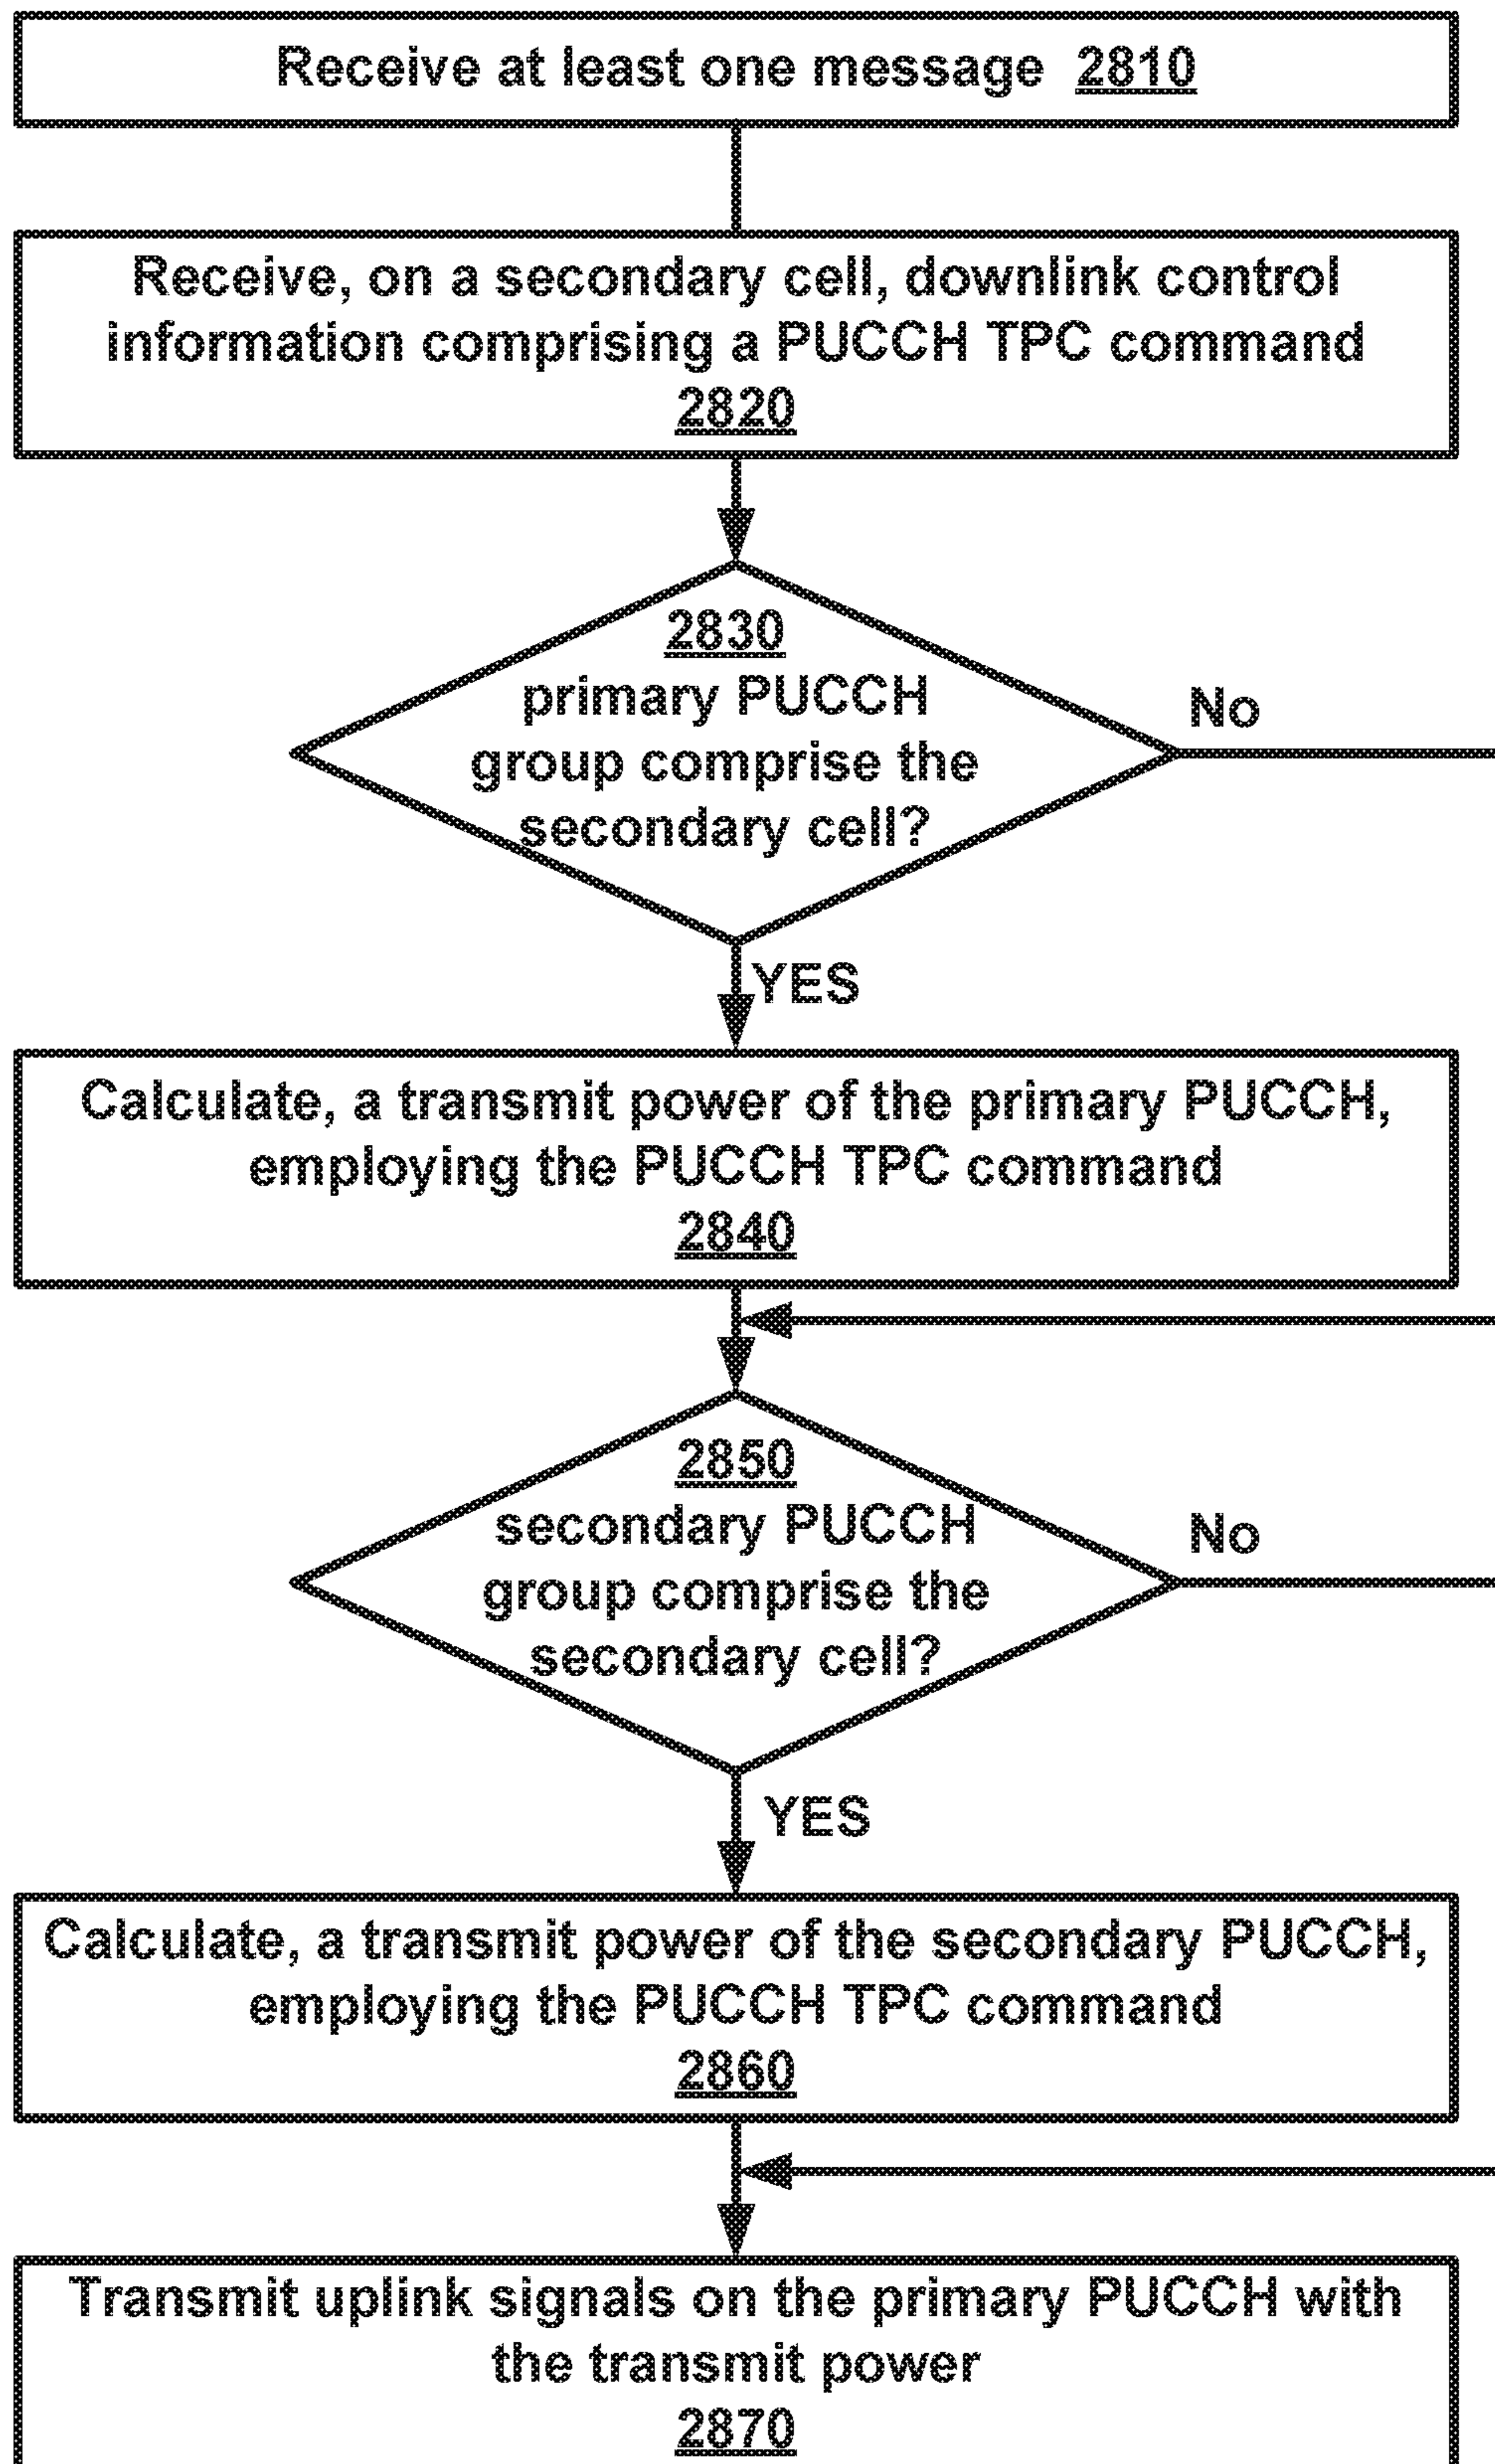 Receive at least one message 2810
Receive, on a secondary cell, downlink control
information comprising a PUCCH TPC command
2820
2830
primary PUCCH
group comprise the
secondary cell?
No
YES
Calculate, a transmit power of the primary PUCCH,
employing the PUCCH TPC command
2840
2850
secondary PUCCH
group comprise the
secondary cell?
No
YES
Calculate, a transmit power of the secondary PUCCH,
employing the PUCCH TPC command
2860
Transmit uplink signals on the primary PUCCH with
the transmit power
2870